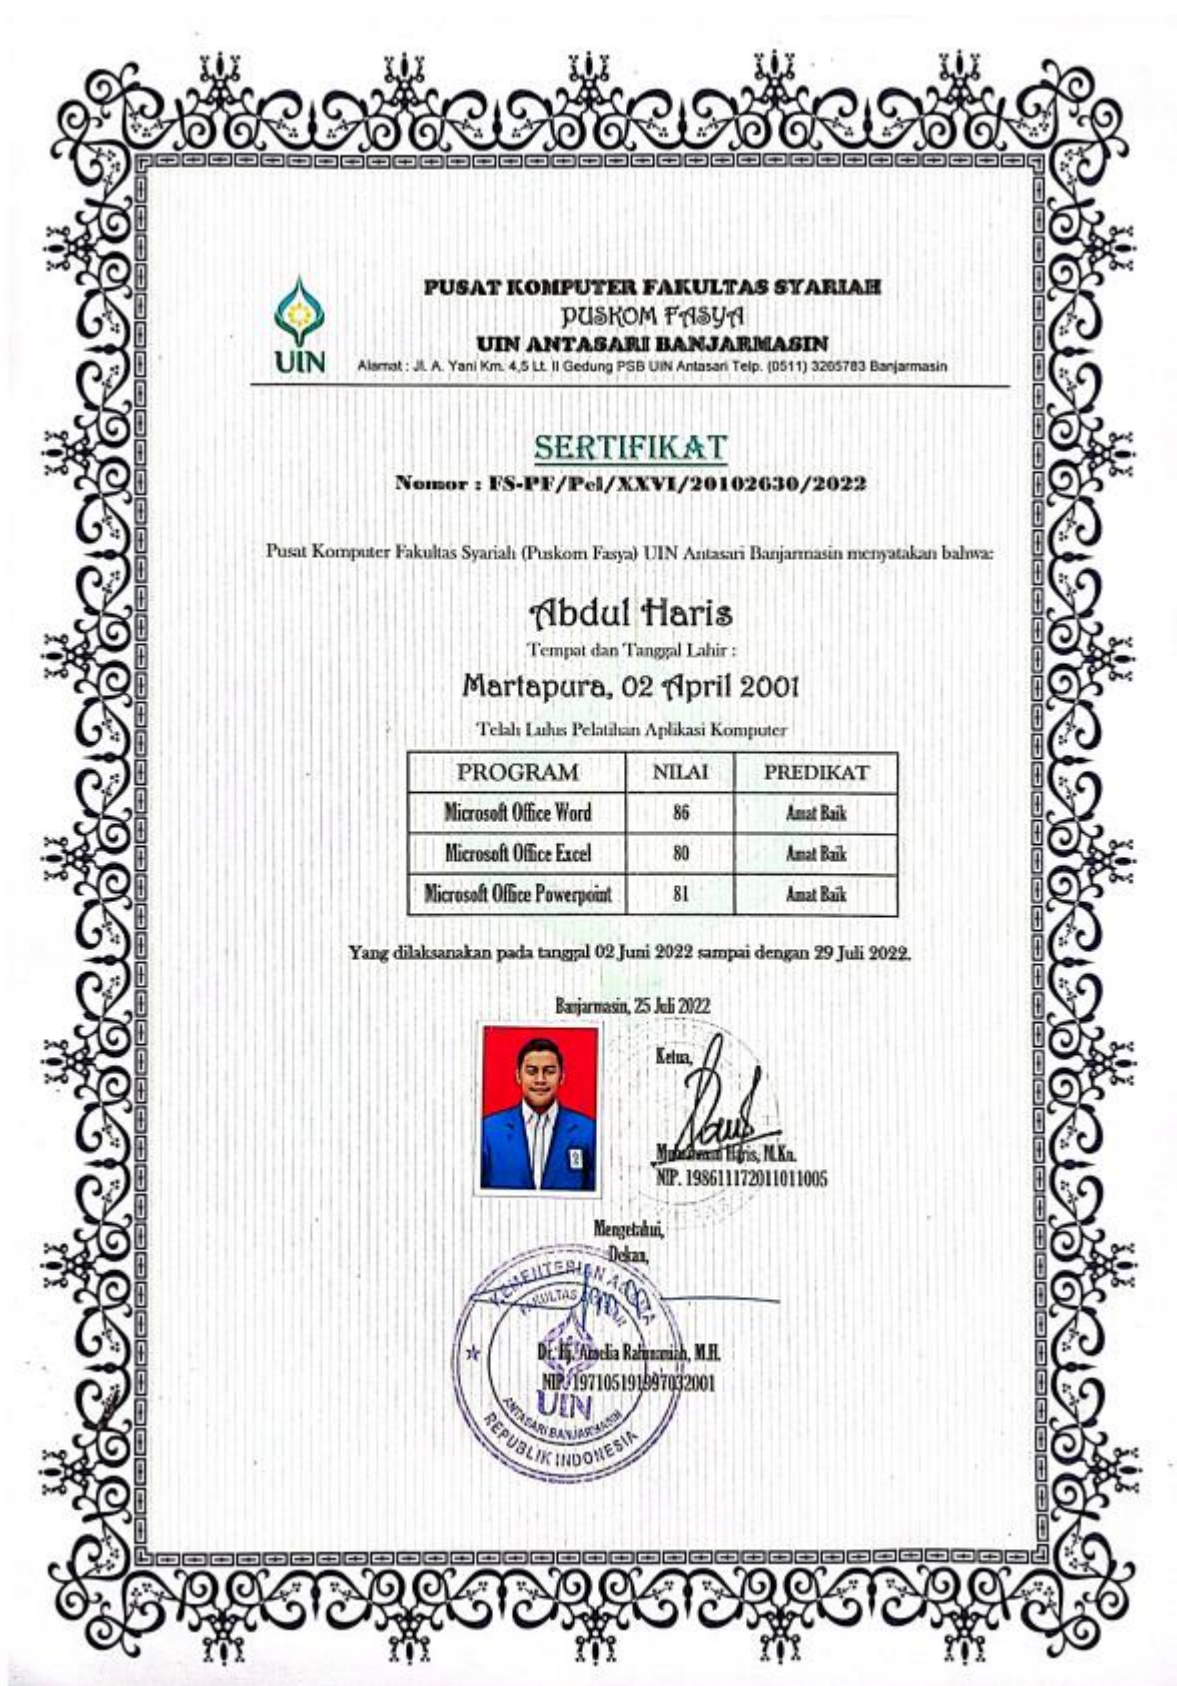 UIN
PUSAT KOMPUTER FAKULTAS SYARIAH
PUSKOM FASYA
UIN ANTASARI BANJARMASIN
Alamat : Jl. A. Yani Km. 4,5 Lt. II Gedung PSB UIN Antasari Telp. (0511) 3265783 Banjarmasin
SERTIFIKAT
Nomor : FS-PF/Pel/XXVI/20102630/2022
Pusat Komputer Fakultas Syariah (Puskom Fasya) UIN Antasari Banjarmasin menyatakan bahwa:
Abdul Haris
Tempat dan Tanggal Lahir :
Martapura, 02 April 2001
Telah Lulus Pelatihan Aplikasi Komputer
PROGRAM NILAI PREDIKAT
Microsoft Office Word 86 Amat Baik
Microsoft Office Excel 80 Amat Baik
Microsoft Office Powerpoint 81 Amat Baik
Yang dilaksanakan pada tanggal 02 Juni 2022 sampai dengan 29 Juli 2022.
Banjarmasin, 25 Juli 2022
Ketua,
Haris, M.Kn.
NIP. 198611172011011005
Mengetahui,
Dekan,
KEMENTERIAN AGAMA
FAKULTAS
Dr. Hj. Amelia Rahmaniah, M.H.
NIP. 197105191997032001
UIN
ANTASARI BANJARMASIN
REPUBLIK INDONESIA